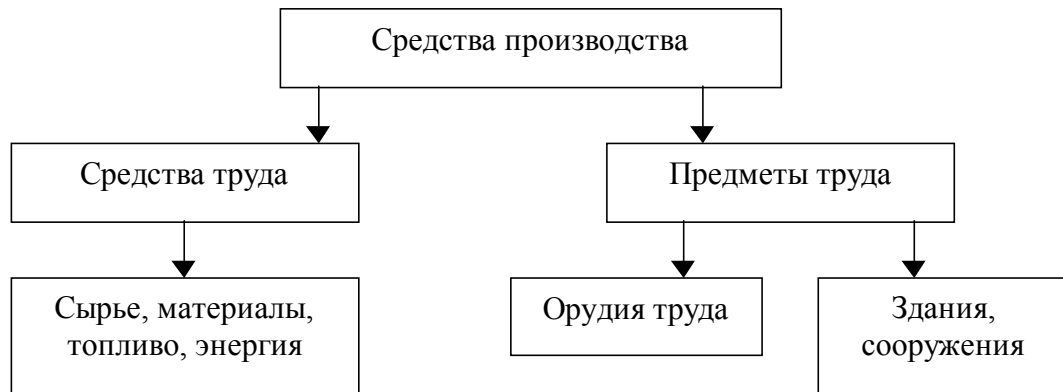 Средства производства
Средства труда
Предметы труда
Сырье, материалы,
топливо, энергия
Орудия труда
Здания,
сооружения